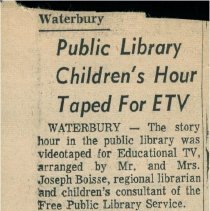 Waterbury
Public Library
Children's Hour
Taped For ETV
WATERBURY — The story
hour in the public library was
videotaped for Educational TV,
arranged by Mr. and Mrs.
Joseph Boisse, regional librarian
and children's consultant of the
Free Public Library Service.